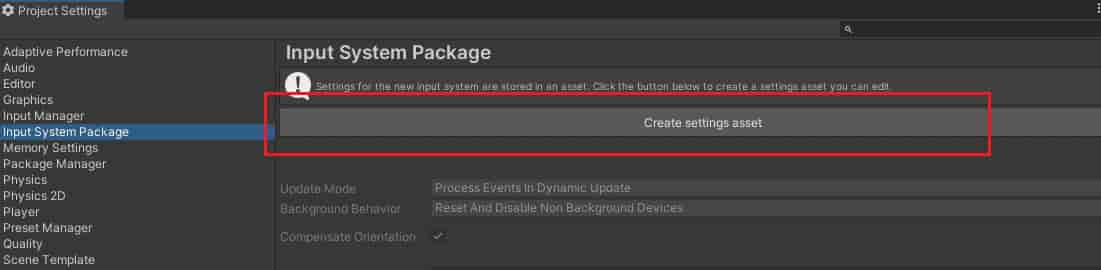 Project Settings
Adaptive Performance
Audio
Editor
Graphics
Input Manager
Input System Package
Memory Settings
Package Manager
Physics
Physics 2D
Player
Preset Manager
Quality
Scene Template
Input System Package
Settings for the new input system are stored in an asset. Click the button below to create a settings asset you can edit.
Create settings asset
Update Mode Process Events In Dynamic Update
Background Behavior Reset And Disable Non Background Devices
Compensate Orientation